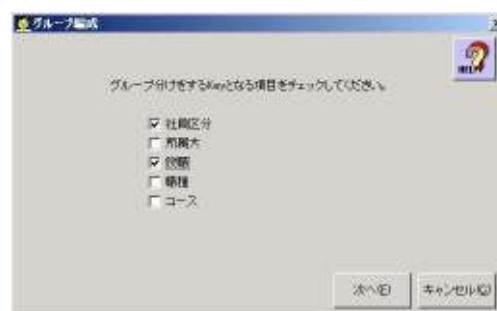 グループ編成
HELP
グループ分けをするKeyとなる項目をチェックしてください。
社員区分
所属大
役職
職種
コース
次へ(F)
キャンセル(C)